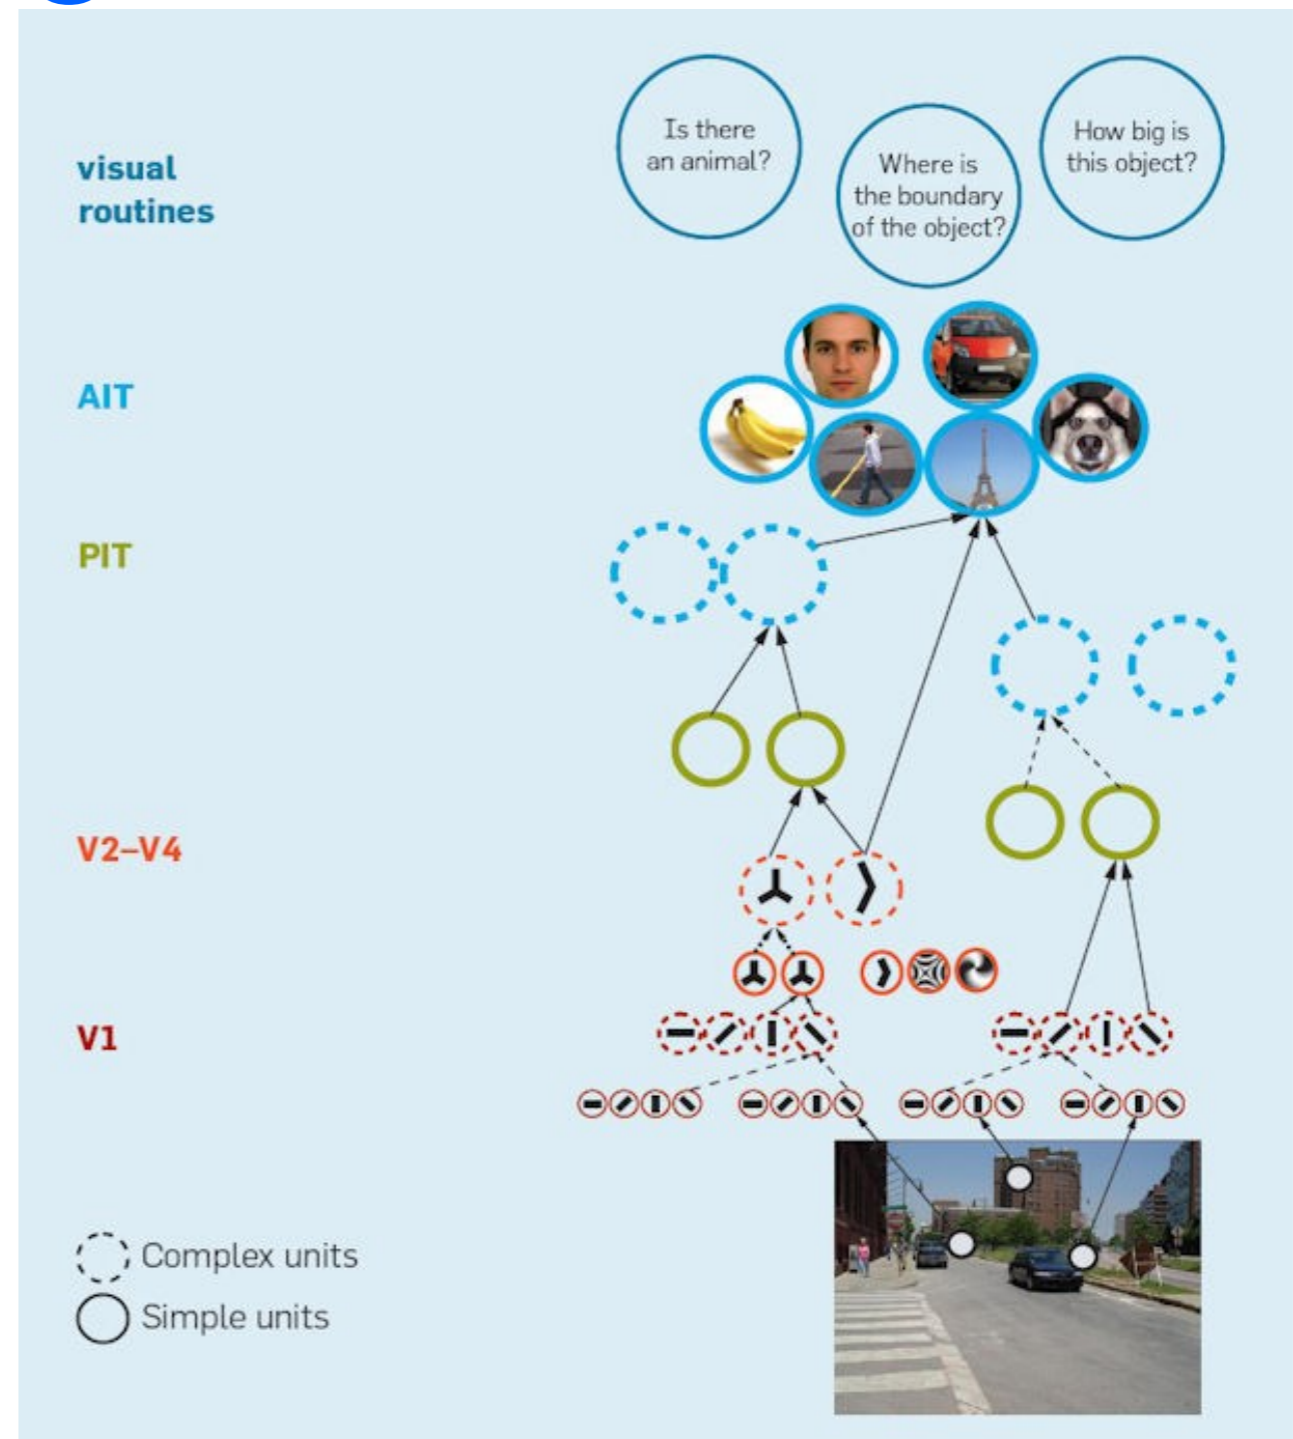 Is there
an animal?
Where is
the boundary
of the object?
How big is
this object?
visual
routines
AIT
PIT
V2–V4
V1
Complex units
Simple units